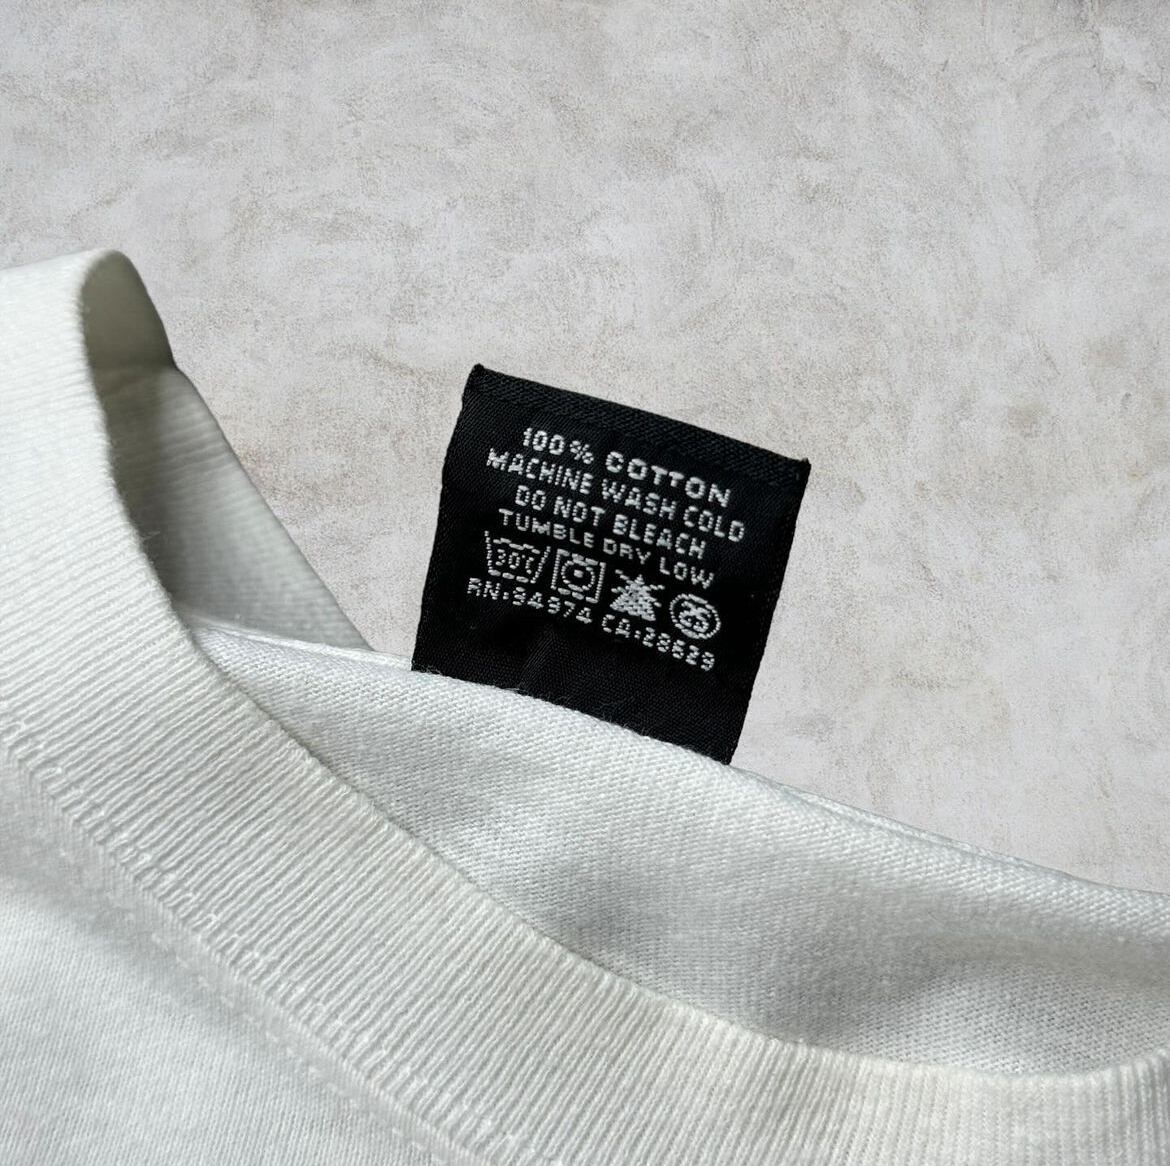 100% COTTON
MACHINE WASH COLD
DO NOT BLEACH
TUMBLE DRY LOW
30°C
RN:94974 CA:28629